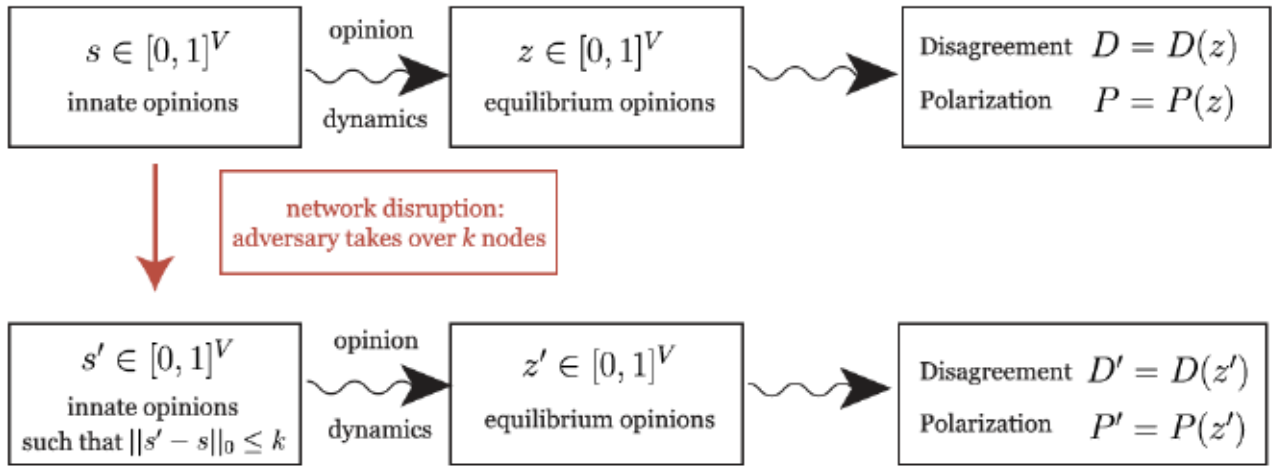 s ∈ [0, 1]^V
innate opinions
opinion
dynamics
z ∈ [0, 1]^V
equilibrium opinions
Disagreement D = D(z)
Polarization P = P(z)
network disruption:
adversary takes over k nodes
s′ ∈ [0, 1]^V
innate opinions
such that ||s′ − s||₀ ≤ k
opinion
dynamics
z′ ∈ [0, 1]^V
equilibrium opinions
Disagreement D′ = D(z′)
Polarization P′ = P(z′)